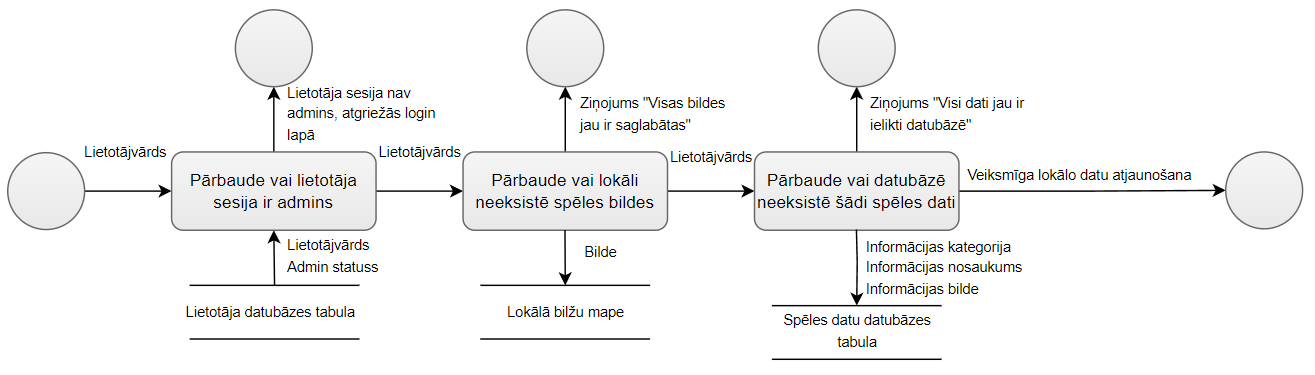 Lietotāja sesija nav
admins, atgriežās login
lapā
Ziņojums "Visas bildes
jau ir saglabātas"
Ziņojums "Visi dati jau ir
ielikti datubāzē"
Lietotājvārds
Pārbaude vai lietotāja
sesija ir admins
Lietotājvārds
Pārbaude vai lokāli
neeksistē spēles bildes
Lietotājvārds
Pārbaude vai datubāzē
neeksistē šādi spēles dati
Veiksmīga lokālo datu atjaunošana
Lietotājvārds
Admin statuss
Bilde
Informācijas kategorija
Informācijas nosaukums
Informācijas bilde
Lietotāja datubāzes tabula
Lokālā bilžu mape
Spēles datu datubāzes
tabula